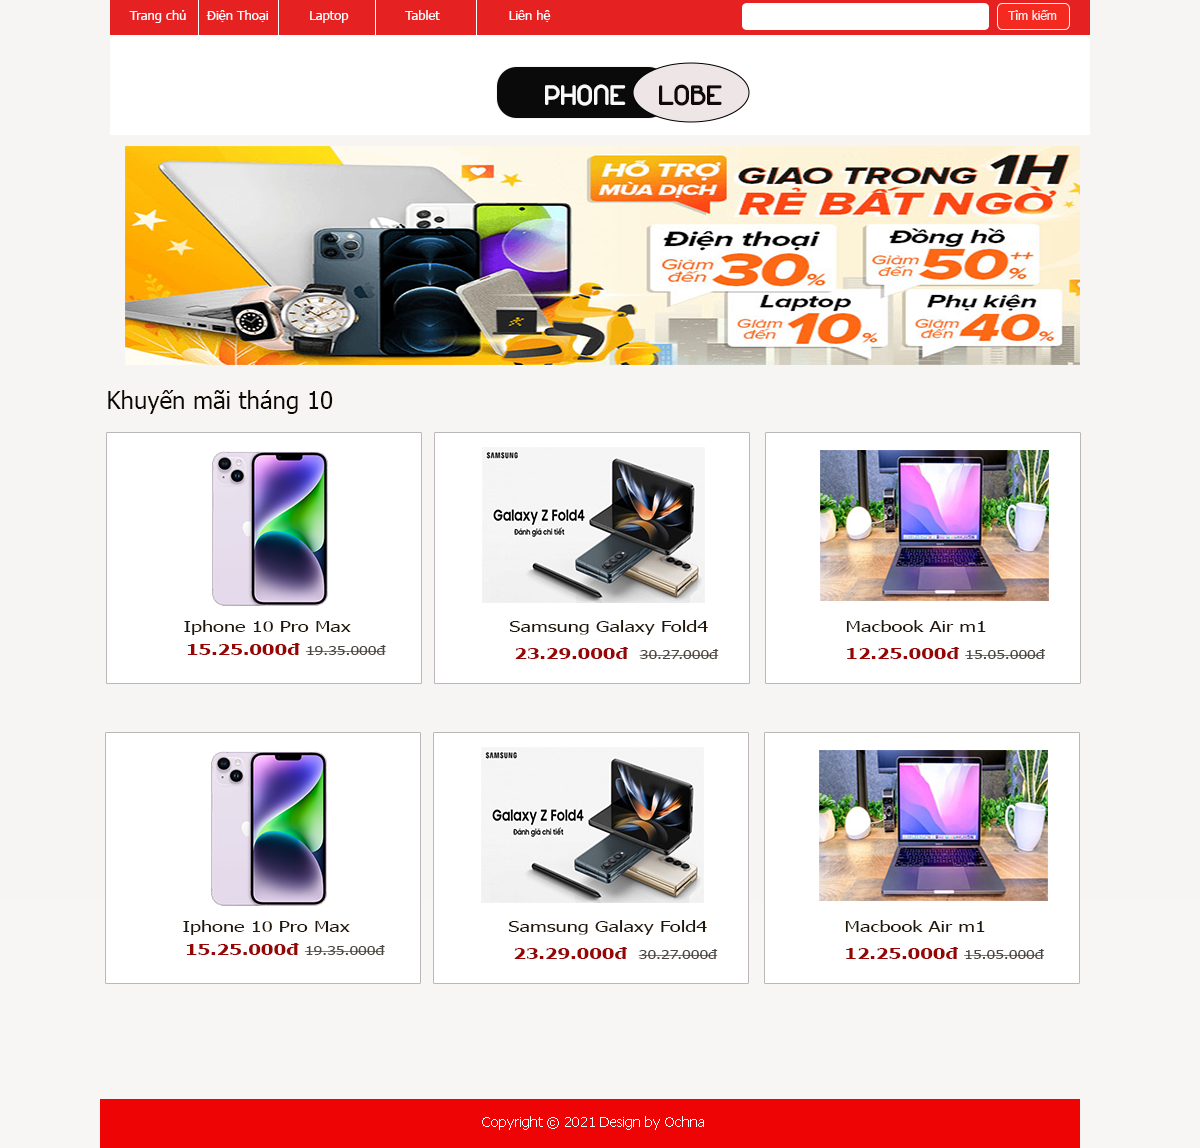 Trang chủ Điện Thoại Laptop Tablet Liên hệ Tìm kiếm
PHONE LOBE
HỖ TRỢ
MÙA DỊCH
GIAO TRONG 1H
RẺ BẤT NGỜ
Điện thoại
Giảm đến 30%
Đồng hồ
Giảm đến 50++%
Laptop
Giảm đến 10%
Phụ kiện
Giảm đến 40%
Khuyến mãi tháng 10
Iphone 10 Pro Max
15.25.000đ 19.35.000đ
SAMSUNG
Galaxy Z Fold4
Đánh giá chi tiết
Samsung Galaxy Fold4
23.29.000đ 30.27.000đ
Macbook Air m1
12.25.000đ 15.05.000đ
Iphone 10 Pro Max
15.25.000đ 19.35.000đ
SAMSUNG
Galaxy Z Fold4
Đánh giá chi tiết
Samsung Galaxy Fold4
23.29.000đ 30.27.000đ
Macbook Air m1
12.25.000đ 15.05.000đ
Copyright © 2021 Design by Ochna